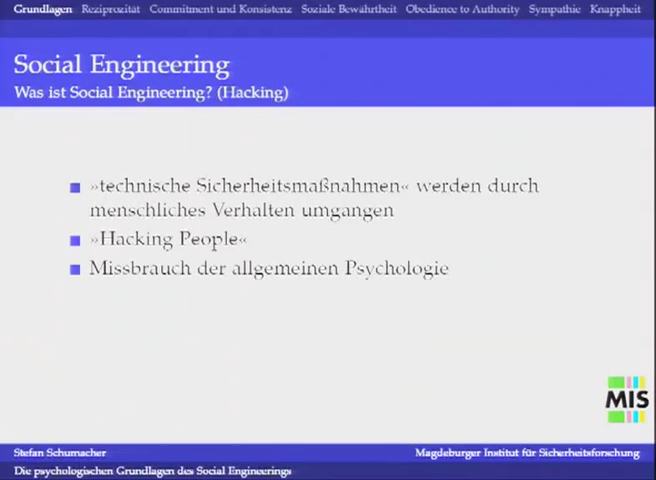 Grundlagen Reziprozität Commitment und Konsistenz Soziale Bewährtheit Obedience to Authority Sympathie Knappheit
Social Engineering
Was ist Social Engineering? (Hacking)
»technische Sicherheitsmaßnahmen« werden durch
menschliches Verhalten umgangen
»Hacking People«
Missbrauch der allgemeinen Psychologie
MIS
Stefan Schumacher Magdeburger Institut für Sicherheitsforschung
Die psychologischen Grundlagen des Social Engineerings